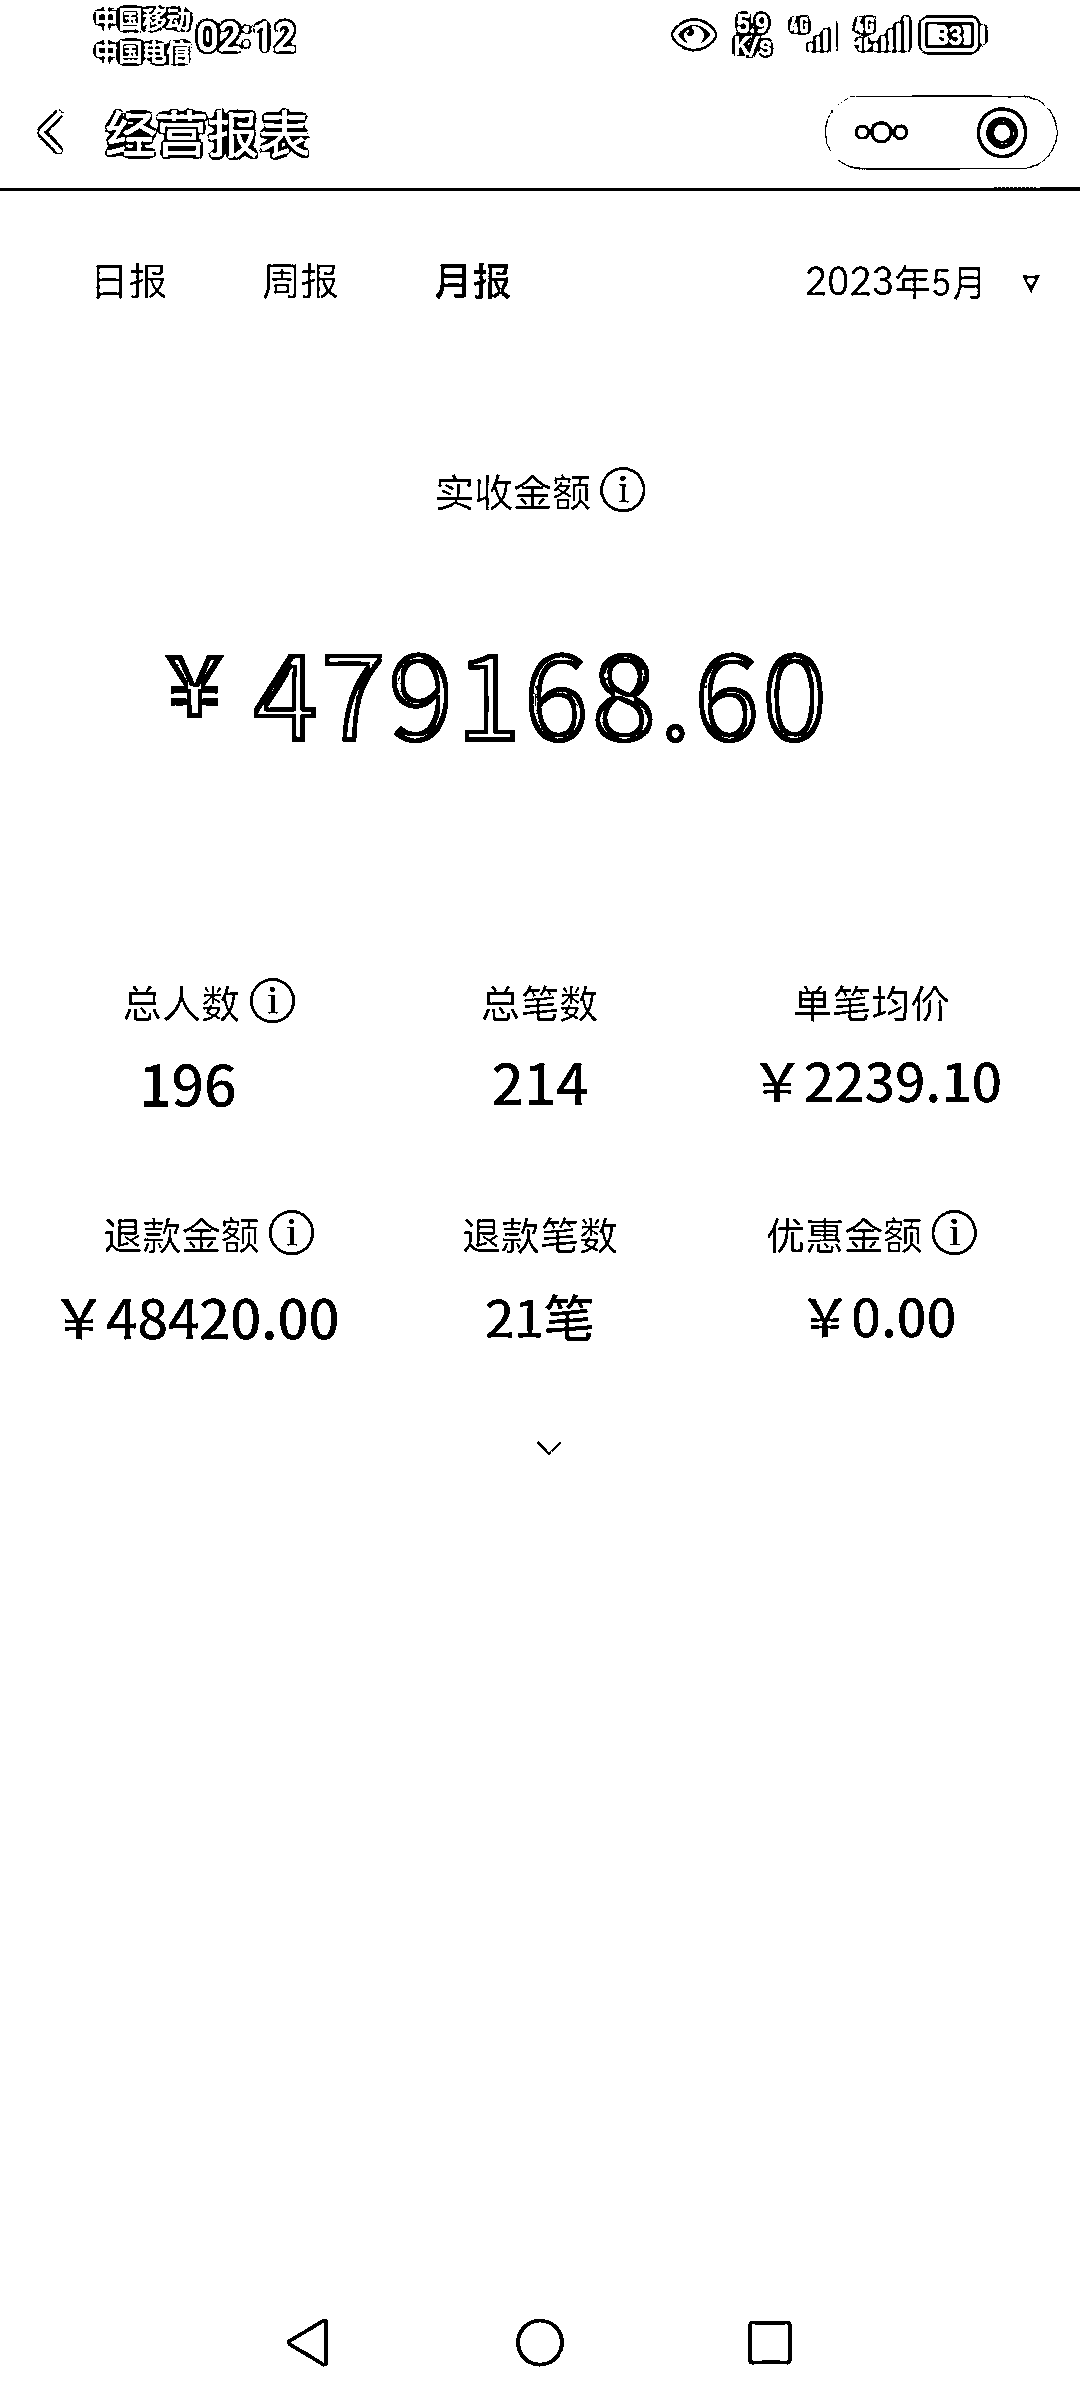 中国移动
中国电信
02:12
59
K/s
4G
4G
83
经营报表
日报 周报 月报 2023年5月
实收金额
¥479168.60
总人数 总笔数 单笔均价
196 214 ¥2239.10
退款金额 退款笔数 优惠金额
¥48420.00 21笔 ¥0.00